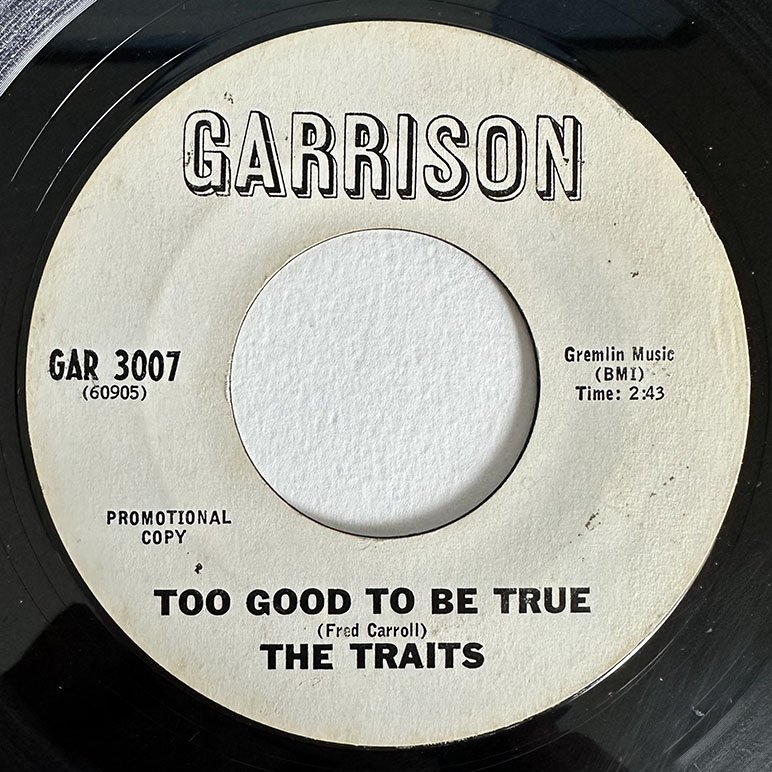 GARRISON
GAR 3007
(60905)
Gremlin Music
(BMI)
Time: 2:43
PROMOTIONAL
COPY
TOO GOOD TO BE TRUE
(Fred Carroll)
THE TRAITS